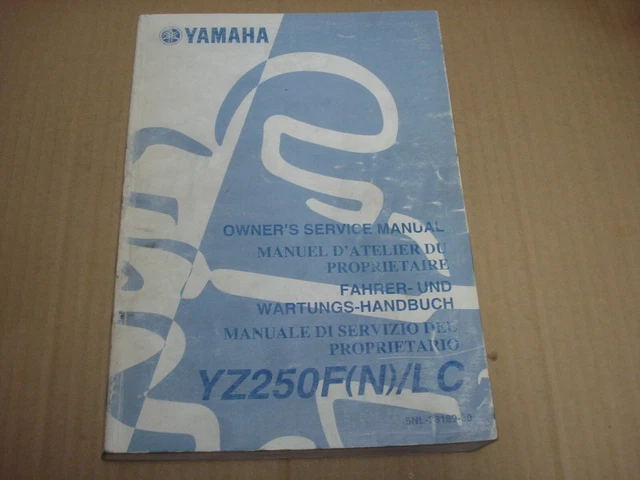 YAMAHA
OWNER'S SERVICE MANUAL
MANUEL D'ATELIER DU
PROPRIETAIRE
FAHRER- UND
WARTUNGS-HANDBUCH
MANUALE DI SERVIZIO DEL
PROPRIETARIO
YZ250F(N)/LC